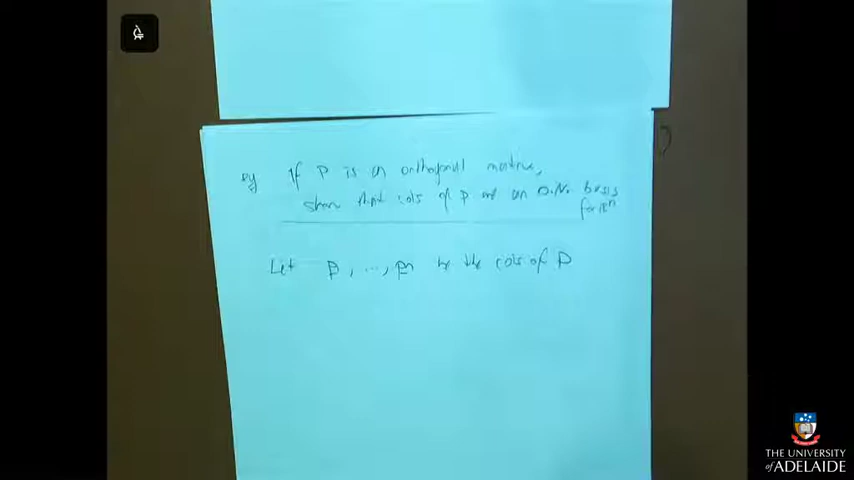 eg If P is an orthogonal matrix,
show that cols of P are an O.N. basis
for ℝⁿ
Let p₁, ..., pₙ be the cols of P
THE UNIVERSITY
of ADELAIDE